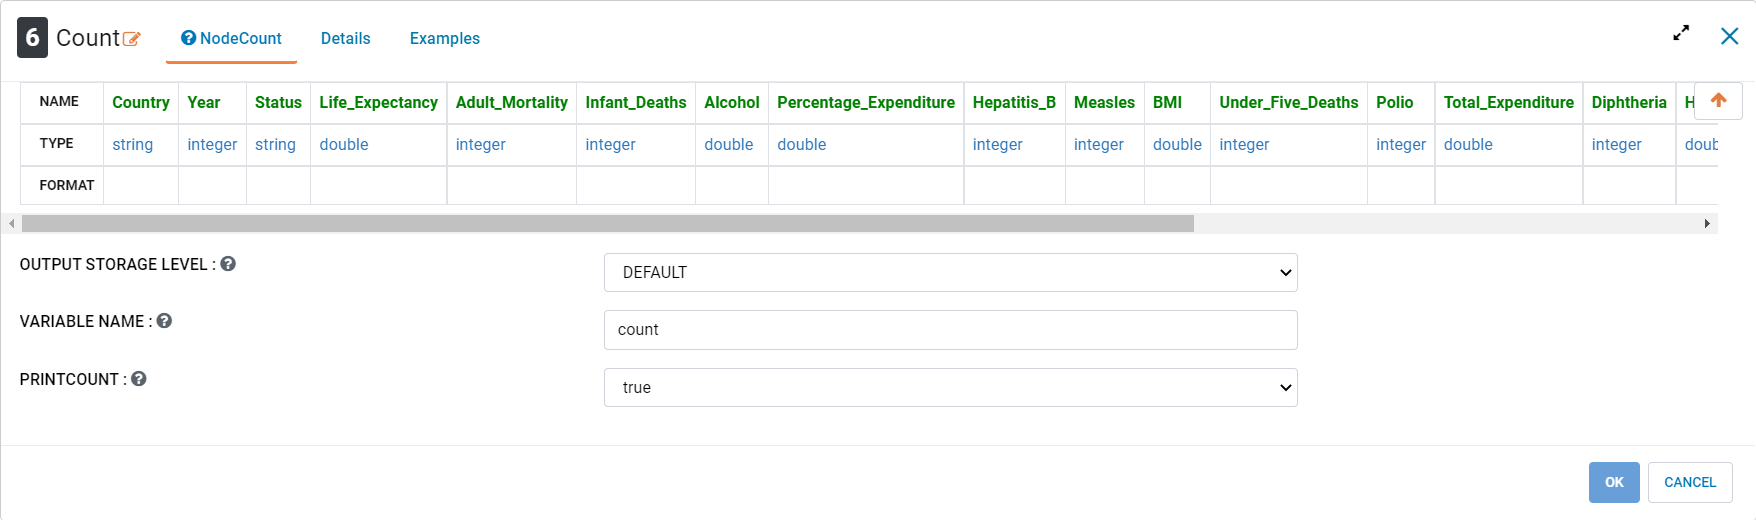 6 Count NodeCount Details Examples
NAME Country Year Status Life_Expectancy Adult_Mortality Infant_Deaths Alcohol Percentage_Expenditure Hepatitis_B Measles BMI Under_Five_Deaths Polio Total_Expenditure Diphtheria H
TYPE string integer string double integer integer double double integer integer double integer integer double integer doub
FORMAT
OUTPUT STORAGE LEVEL : DEFAULT
VARIABLE NAME : count
PRINTCOUNT : true
OK CANCEL